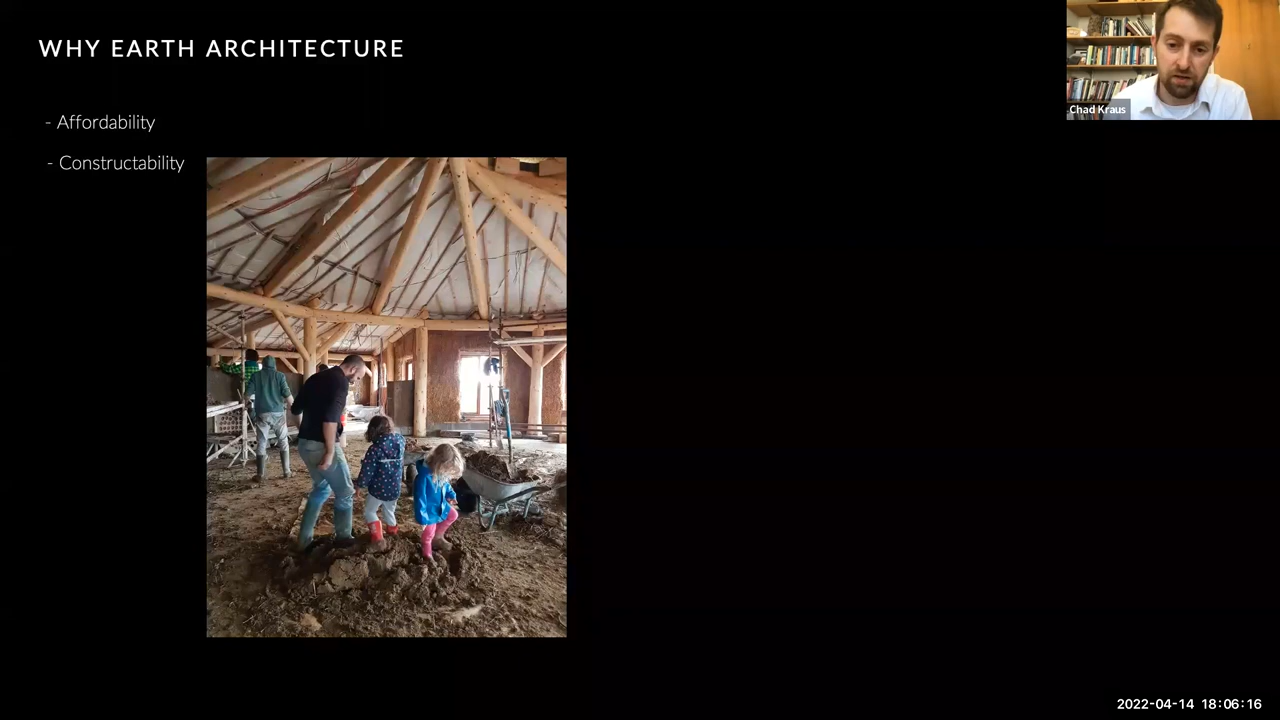 WHY EARTH ARCHITECTURE
- Affordability
- Constructability
Chad Kraus
2022-04-14 18:06:16